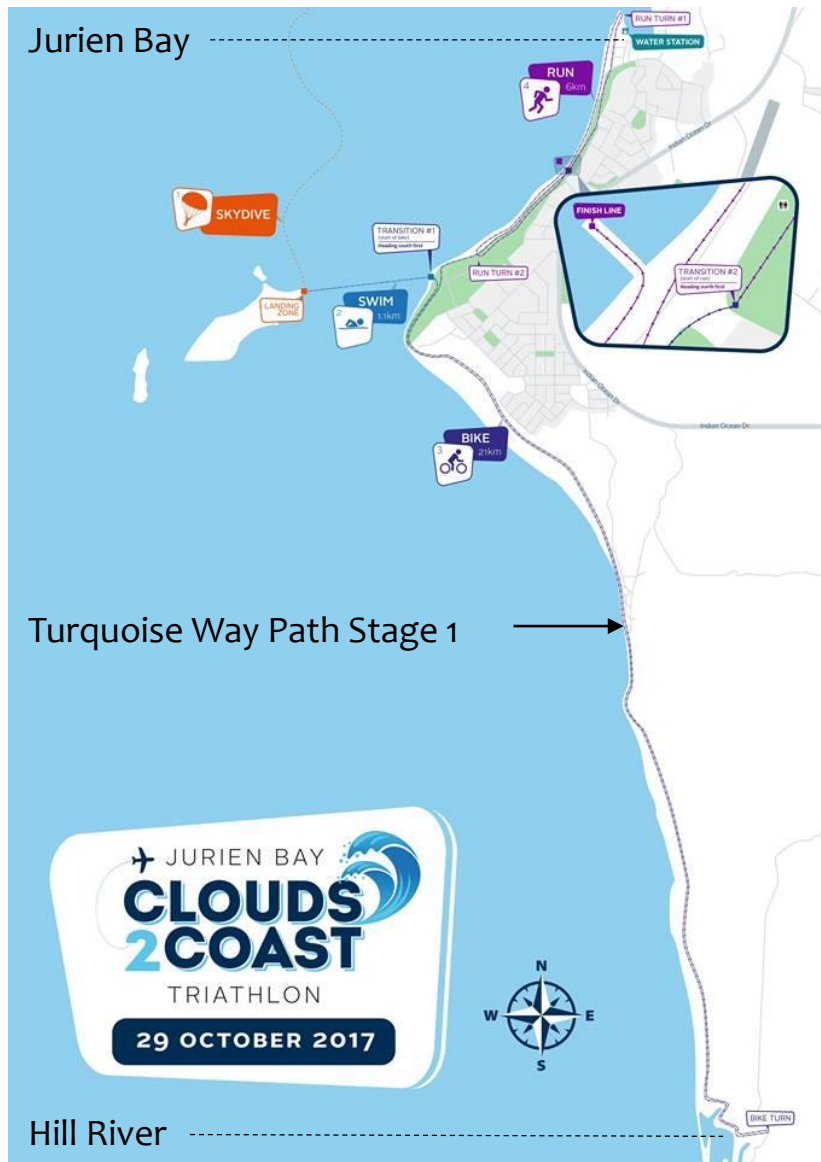 Jurien Bay
RUN TURN #1
WATER STATION
RUN
4
6km
Indian Ocean Dr
1
SKYDIVE
FINISH LINE
TRANSITION #1
(start of bike)
Heading south first
TRANSITION #2
(start of run)
Heading north first
RUN TURN #2
LANDING
ZONE
SWIM
2
1.1km
Indian Ocean Dr
Indian Ocean Dr
BIKE
3
21km
Turquoise Way Path Stage 1
JURIEN BAY
CLOUDS
2COAST
TRIATHLON
29 OCTOBER 2017
N
W
E
S
BIKE TURN
Hill River